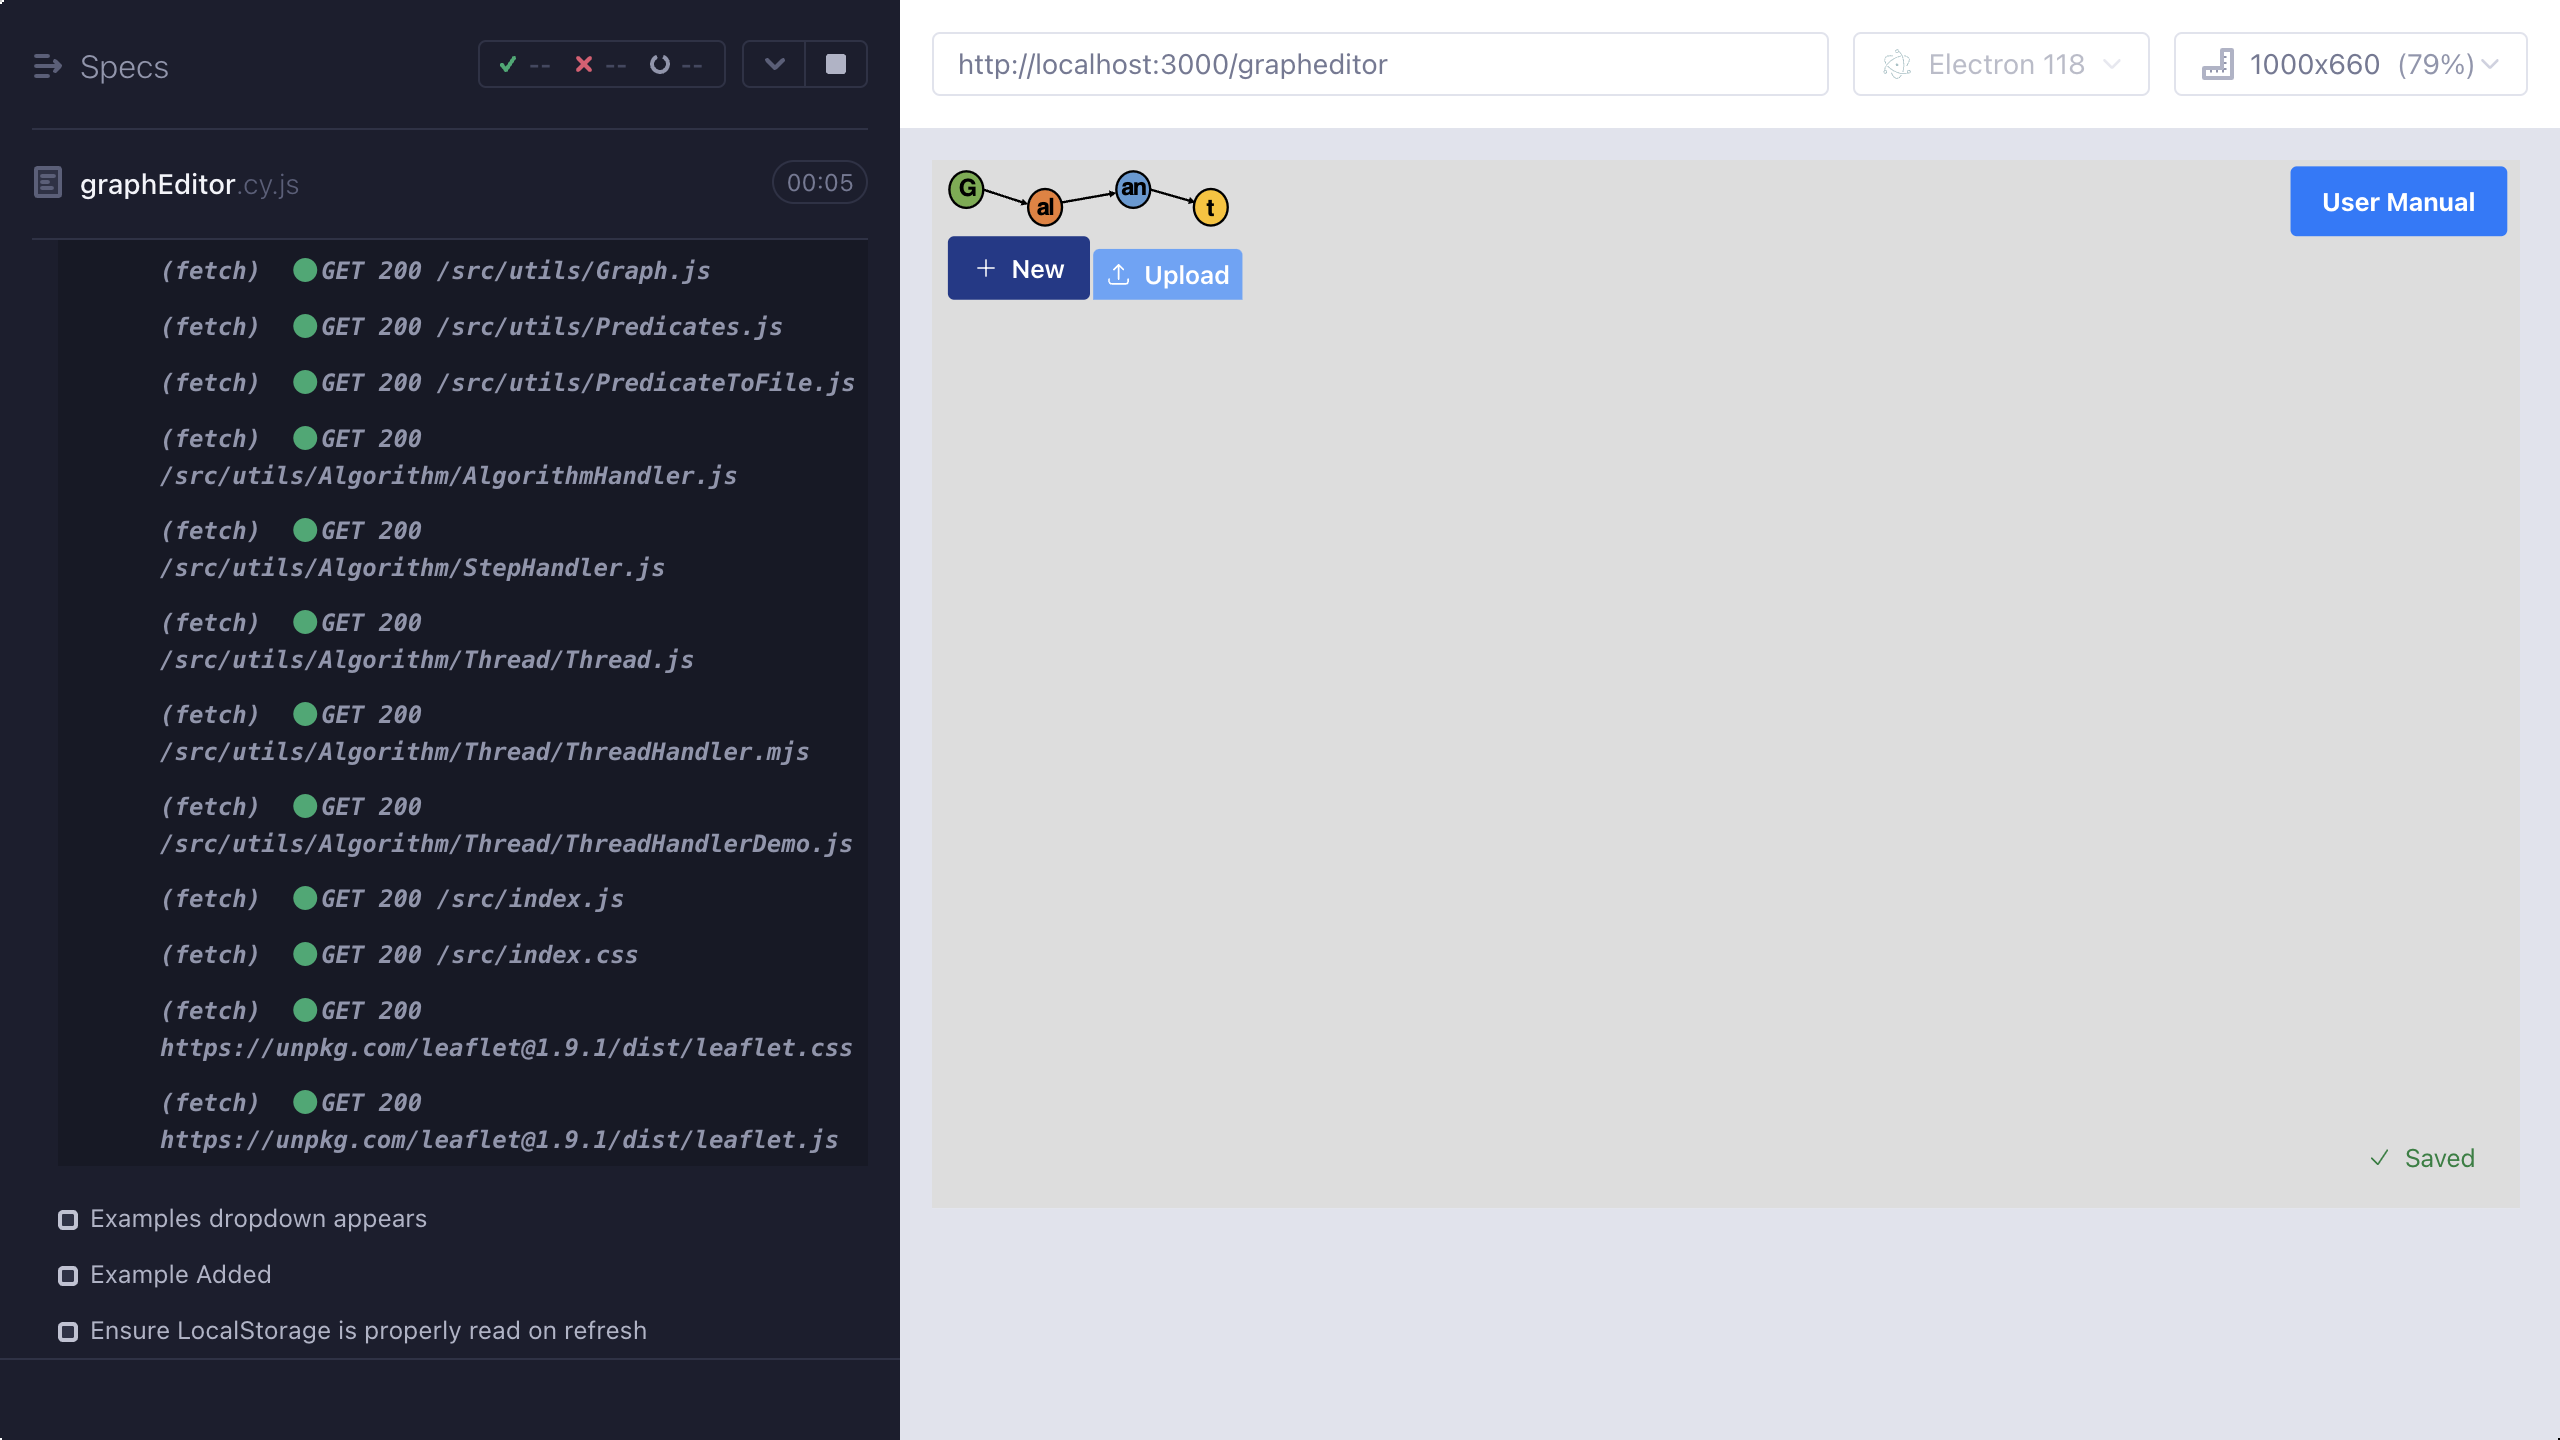 Specs
-- -- --
graphEditor.cy.js
00:05
(fetch) GET 200 /src/utils/Graph.js
(fetch) GET 200 /src/utils/Predicates.js
(fetch) GET 200 /src/utils/PredicateToFile.js
(fetch) GET 200
/src/utils/Algorithm/AlgorithmHandler.js
(fetch) GET 200
/src/utils/Algorithm/StepHandler.js
(fetch) GET 200
/src/utils/Algorithm/Thread/Thread.js
(fetch) GET 200
/src/utils/Algorithm/Thread/ThreadHandler.mjs
(fetch) GET 200
/src/utils/Algorithm/Thread/ThreadHandlerDemo.js
(fetch) GET 200 /src/index.js
(fetch) GET 200 /src/index.css
(fetch) GET 200
https://unpkg.com/leaflet@1.9.1/dist/leaflet.css
(fetch) GET 200
https://unpkg.com/leaflet@1.9.1/dist/leaflet.js
Examples dropdown appears
Example Added
Ensure LocalStorage is properly read on refresh
http://localhost:3000/grapheditor
Electron 118
1000x660 (79%)
G al an t
User Manual
New
Upload
Saved